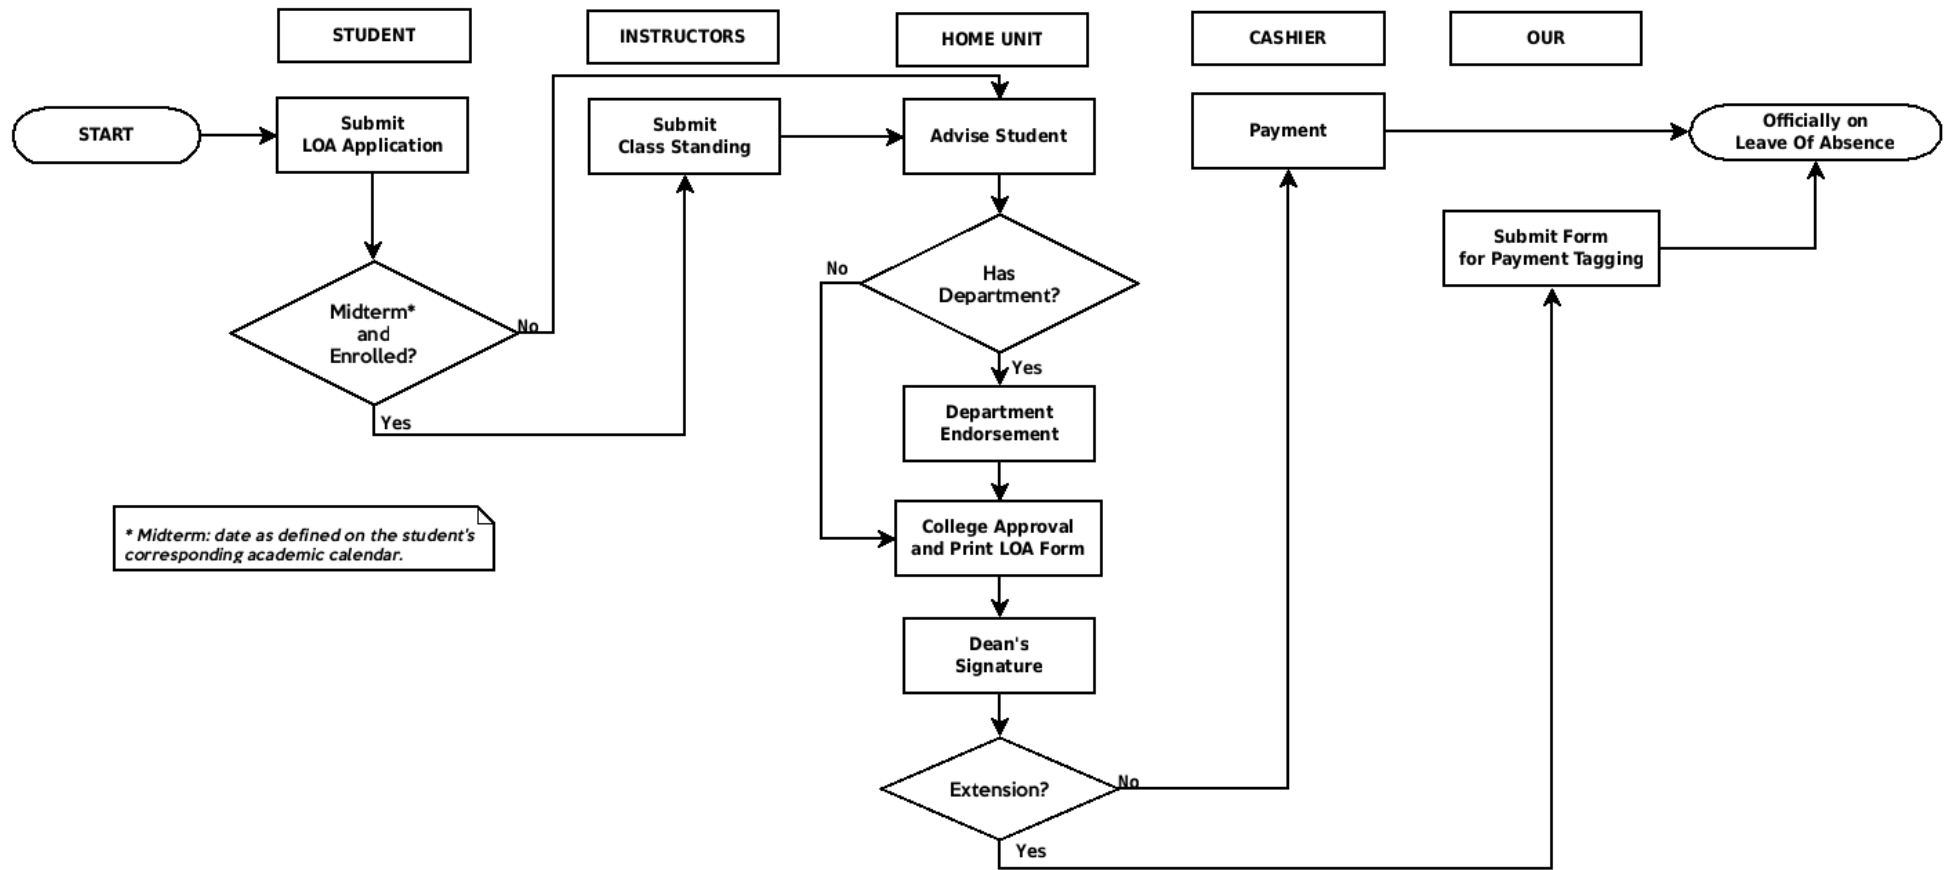 STUDENT
INSTRUCTORS
HOME UNIT
CASHIER
OUR
START
Submit
LOA Application
Submit
Class Standing
Advise Student
Payment
Officially on
Leave Of Absence
Midterm*
and
Enrolled?
No
Yes
Has
Department?
No
Yes
Submit Form
for Payment Tagging
Department
Endorsement
College Approval
and Print LOA Form
* Midterm: date as defined on the student's
corresponding academic calendar.
Dean's
Signature
Extension?
No
Yes